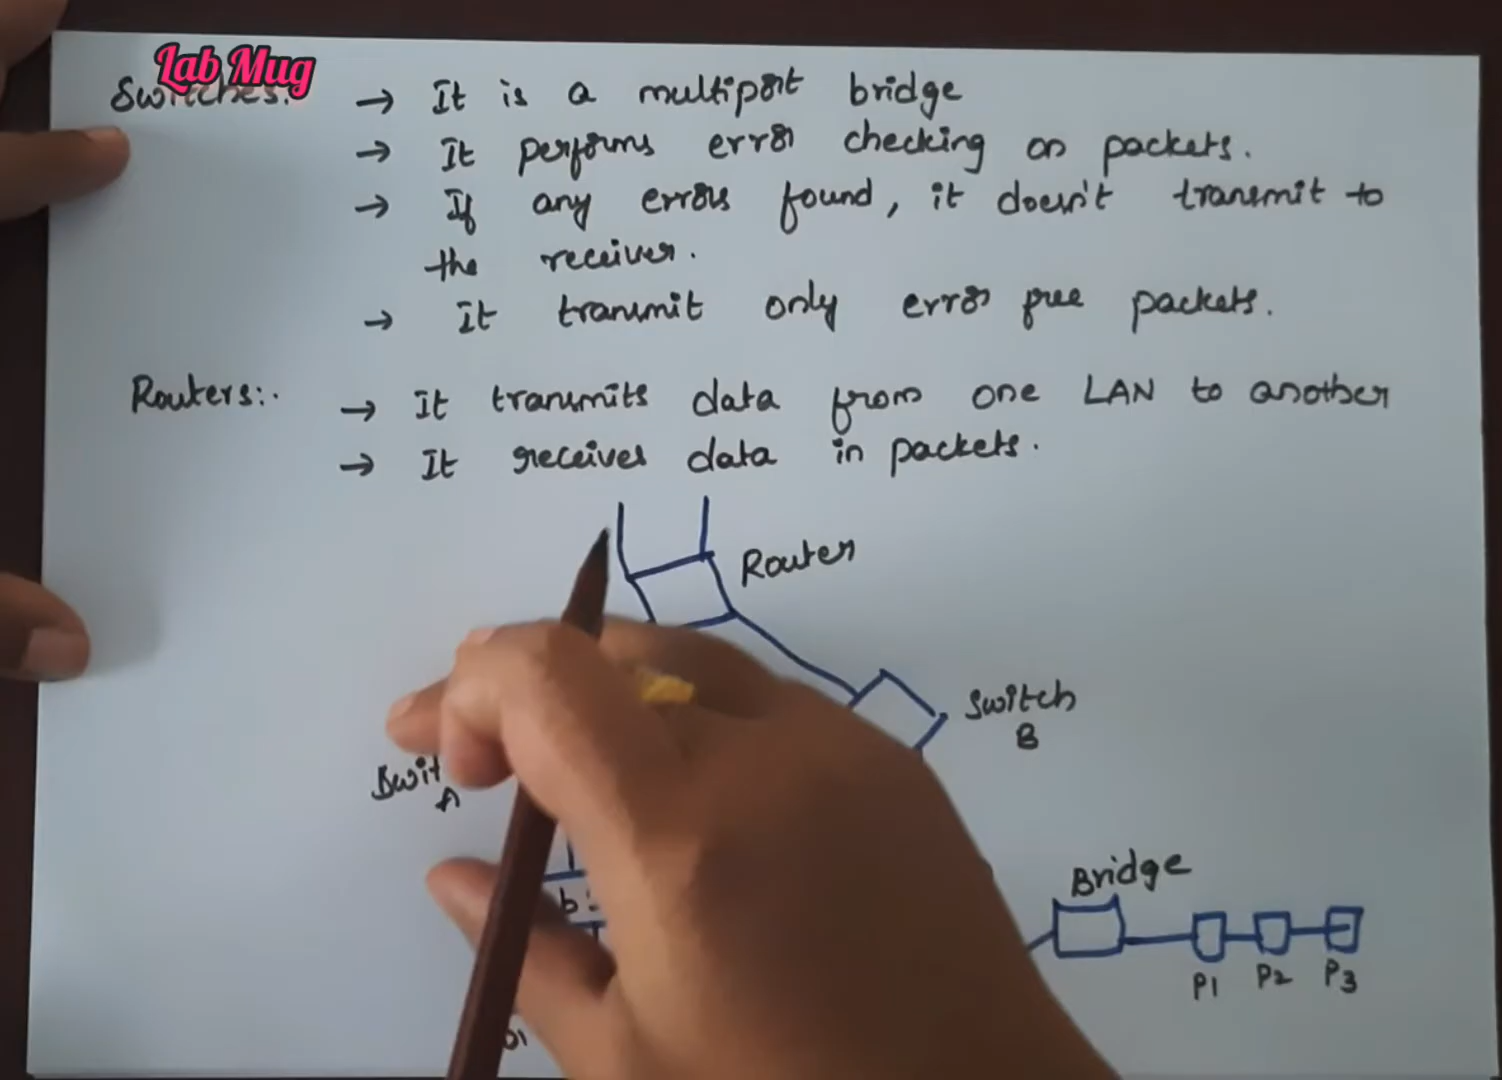 Lab Mug
Switches:
→ It is a multiport bridge
→ It performs error checking on packets.
→ If any errors found, it doesn't transmit to
the receiver.
→ It transmit only error free packets.
Routers:-
→ It transmits data from one LAN to another
→ It receives data in packets.
Router
Switch
B
Swit
A
Bridge
b
P1 P2 P3